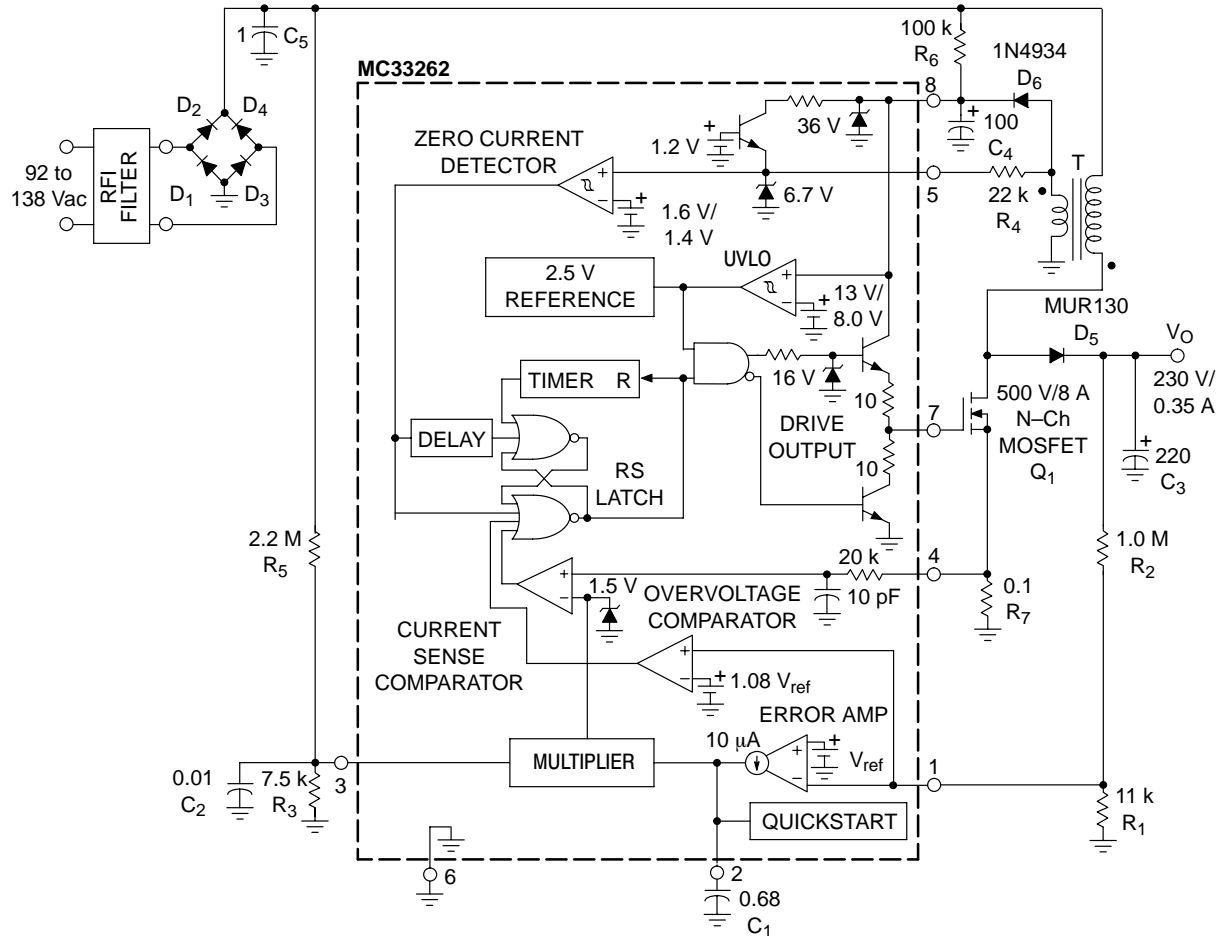 1
C5
100 k
R6
1N4934
D6
MC33262
D2
D4
8
36 V
100
C4
ZERO CURRENT
DETECTOR
1.2 V
T
92 to
138 Vac
RFI
FILTER
D1
D3
6.7 V
5
22 k
R4
1.6 V/
1.4 V
2.5 V
REFERENCE
UVLO
13 V/
8.0 V
MUR130
D5
VO
TIMER R
16 V
10
230 V/
0.35 A
7
500 V/8 A
N–Ch
MOSFET
Q1
DELAY
DRIVE
OUTPUT
10
220
C3
RS
LATCH
2.2 M
R5
20 k
4
1.0 M
R2
1.5 V
10 pF
OVERVOLTAGE
COMPARATOR
0.1
R7
CURRENT
SENSE
COMPARATOR
1.08 Vref
ERROR AMP
10 μA
MULTIPLIER
Vref
1
0.01
C2
7.5 k
R3
3
QUICKSTART
11 k
R1
6
2
0.68
C1